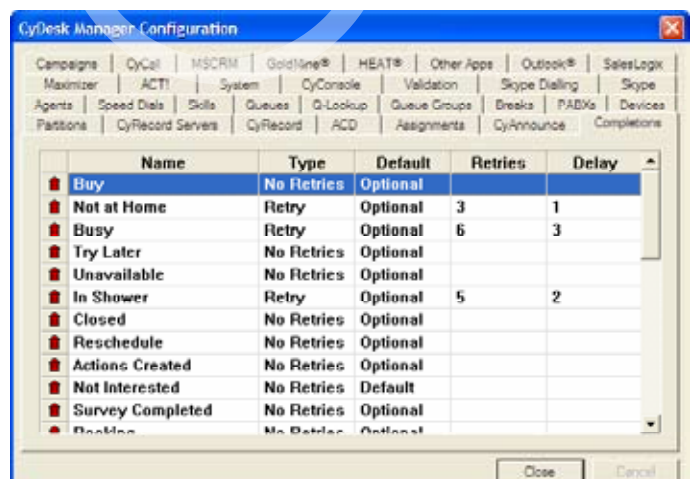 CyDesk Manager Configuration
Campaigns CyCall MSCRM GoldMine® HEAT® Other Apps Outlook® SalesLogix
Maximizer ACT! System CyConsole Validation Skype Dialling Skype
Agents Speed Dials Skills Queues Q-Lookup Queue Groups Breaks PABXs Devices
Partitions CyRecord Servers CyRecord ACD Assignments CyAnnounce Completions
Name Type Default Retries Delay
Buy No Retries Optional
Not at Home Retry Optional 3 1
Busy Retry Optional 6 3
Try Later No Retries Optional
Unavailable No Retries Optional
In Shower Retry Optional 5 2
Closed No Retries Optional
Reschedule No Retries Optional
Actions Created No Retries Optional
Not Interested No Retries Default
Survey Completed No Retries Optional
Booking No Retries Optional
Close Cancel